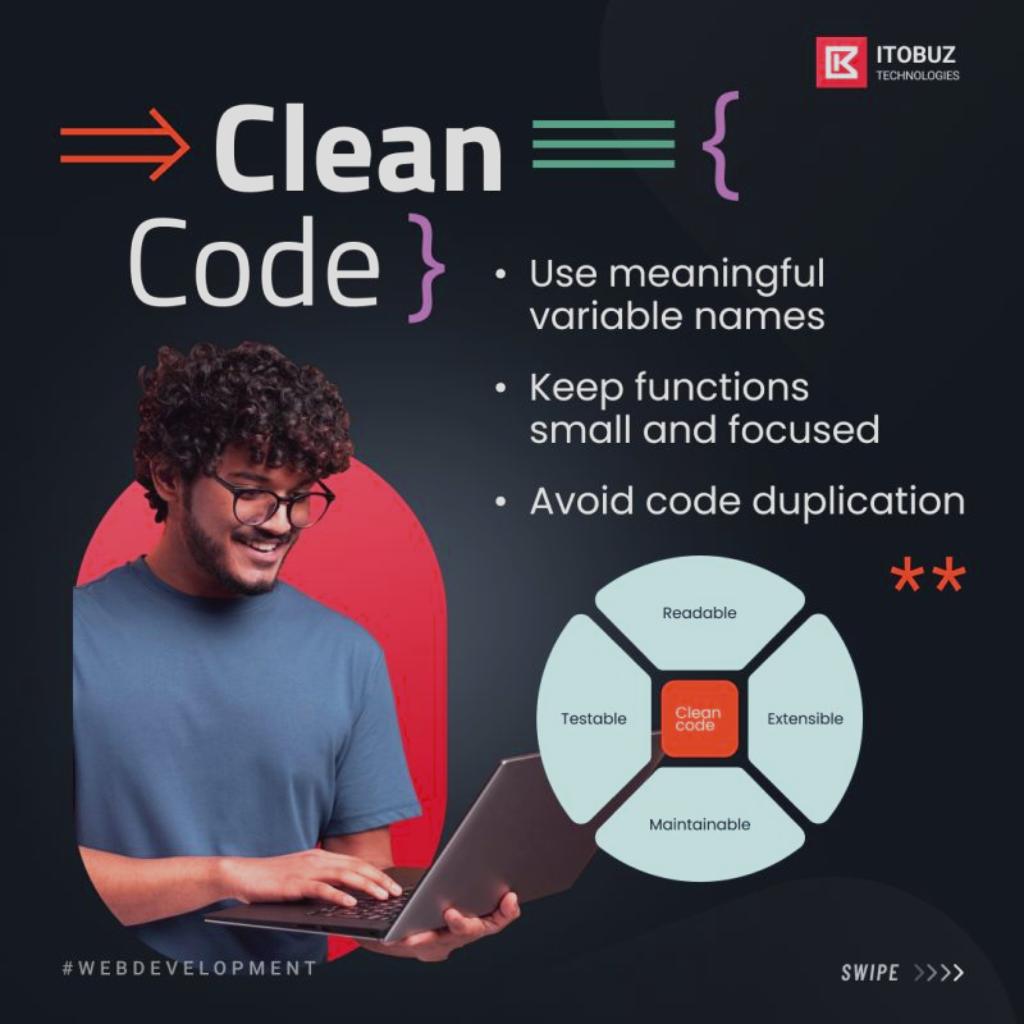 ITOBUZ
TECHNOLOGIES
⇒ Clean ≡ {
Code }
• Use meaningful
variable names
• Keep functions
small and focused
• Avoid code duplication
**
Readable
Testable
Clean
code
Extensible
Maintainable
#WEBDEVELOPMENT
SWIPE >>>>